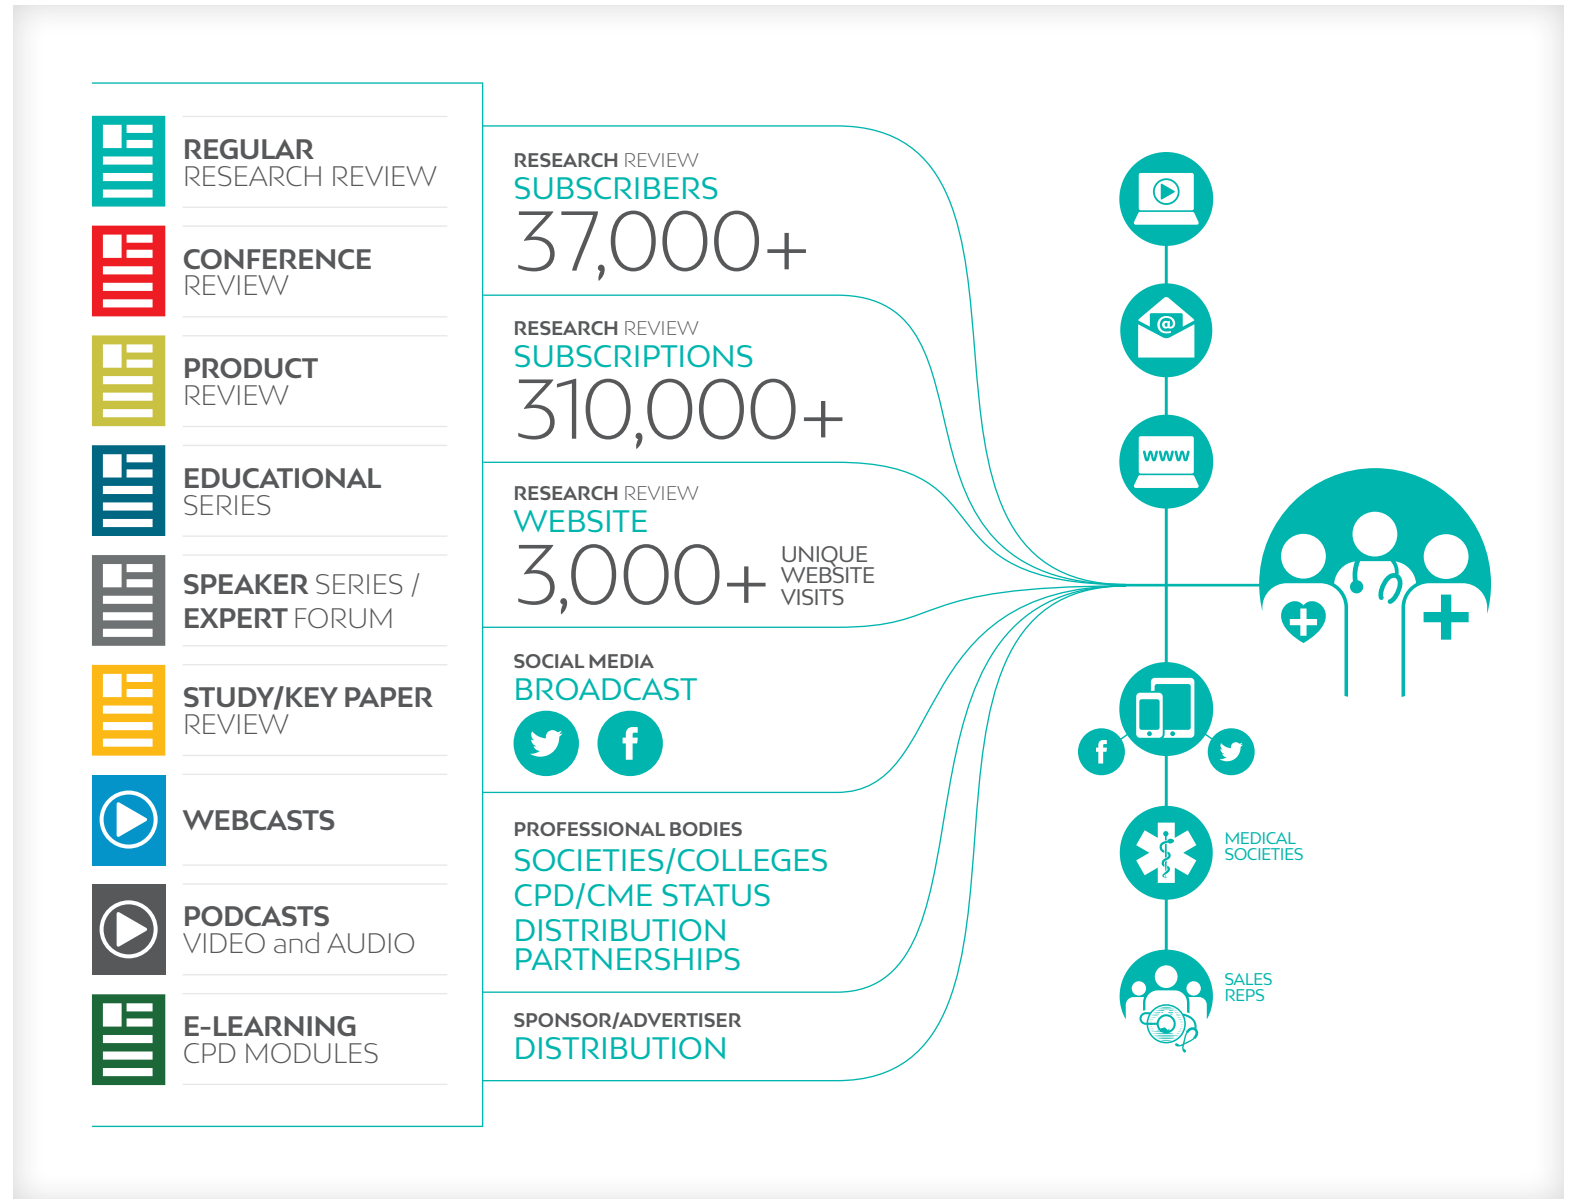 REGULAR
RESEARCH REVIEW
CONFERENCE
REVIEW
PRODUCT
REVIEW
EDUCATIONAL
SERIES
SPEAKER SERIES /
EXPERT FORUM
STUDY/KEY PAPER
REVIEW
WEBCASTS
PODCASTS
VIDEO and AUDIO
E-LEARNING
CPD MODULES
RESEARCH REVIEW
SUBSCRIBERS
37,000+
RESEARCH REVIEW
SUBSCRIPTIONS
310,000+
RESEARCH REVIEW
WEBSITE
3,000+
UNIQUE
WEBSITE
VISITS
SOCIAL MEDIA
BROADCAST
f
PROFESSIONAL BODIES
SOCIETIES/COLLEGES
CPD/CME STATUS
DISTRIBUTION
PARTNERSHIPS
SPONSOR/ADVERTISER
DISTRIBUTION
@
www
f
MEDICAL
SOCIETIES
SALES
REPS